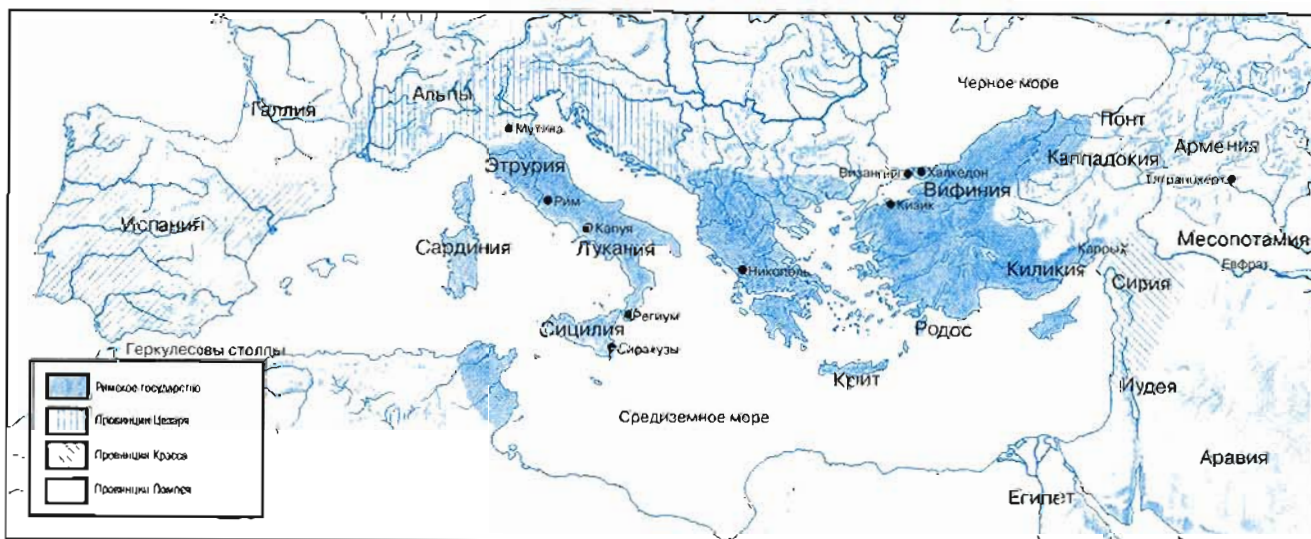 Черное море
Альпы
Галлия
Понт
Мутина
Армения
Этрурия
Каппадокия
Византий
Халкедон
Вифиния
Рим
Кизик
Испания
Капуя
Сардиния
Лукания
Месопотамия
Никополь
Карры
Евфрат
Киликия
Сирия
Региум
Сицилия
Родос
Геркулесовы столпы
Сиракузы
Крит
Иудея
Римское государство
Средиземное море
Провинции Цезаря
Провинции Красса
Аравия
Провинции Помпея
Египет